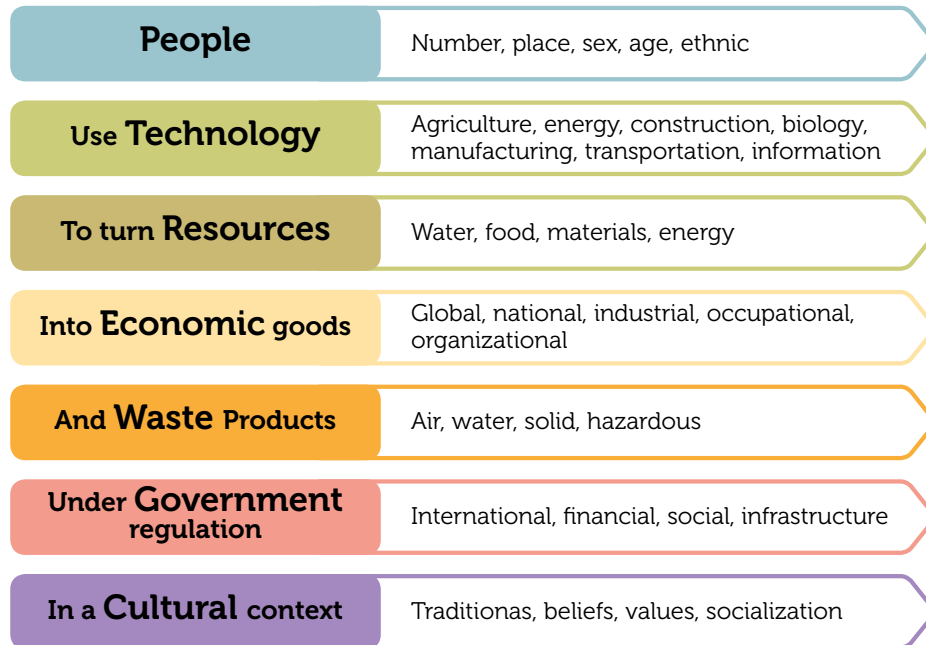 People
Number, place, sex, age, ethnic
Use Technology
Agriculture, energy, construction, biology,
manufacturing, transportation, information
To turn Resources
Water, food, materials, energy
Into Economic goods
Global, national, industrial, occupational,
organizational
And Waste Products
Air, water, solid, hazardous
Under Government
regulation
International, financial, social, infrastructure
In a Cultural context
Traditionas, beliefs, values, socialization